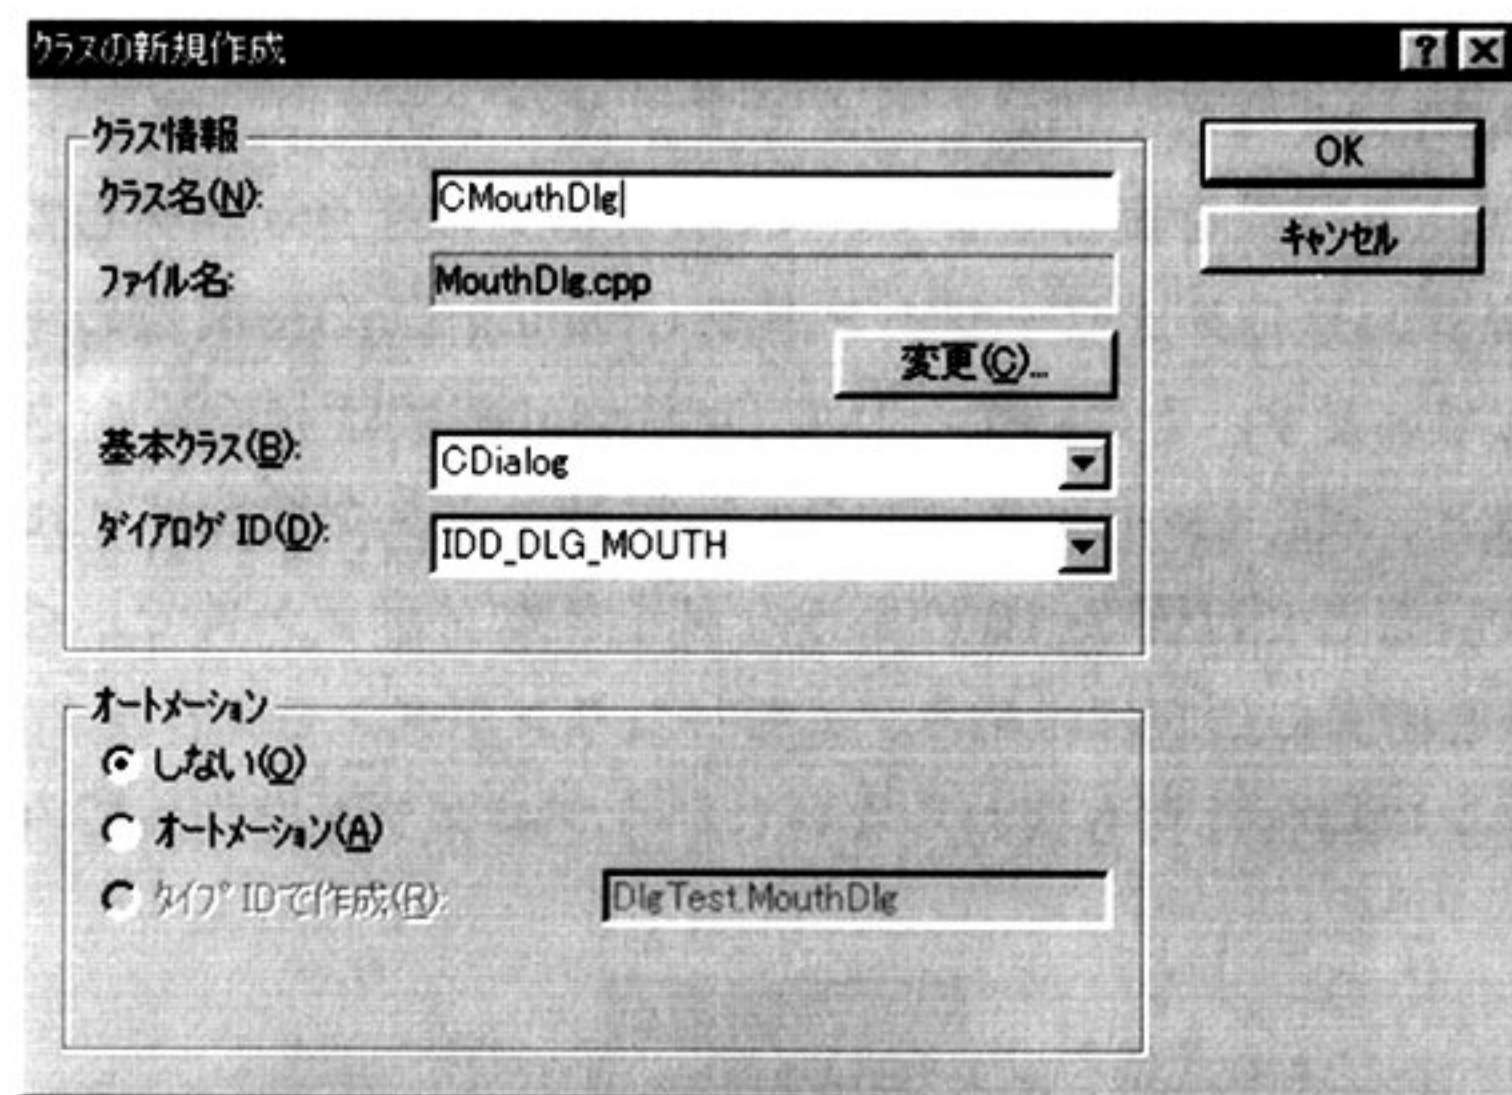 クラスの新規作成
クラス情報
OK
クラス名(N): CMouthDlg
キャンセル
ファイル名: MouthDlg.cpp
変更(C)...
基本クラス(B): CDialog
ダイアログ ID(D): IDD_DLG_MOUTH
オートメーション
しない(O)
オートメーション(A)
タイプ IDで作成(R): DlgTest.MouthDlg